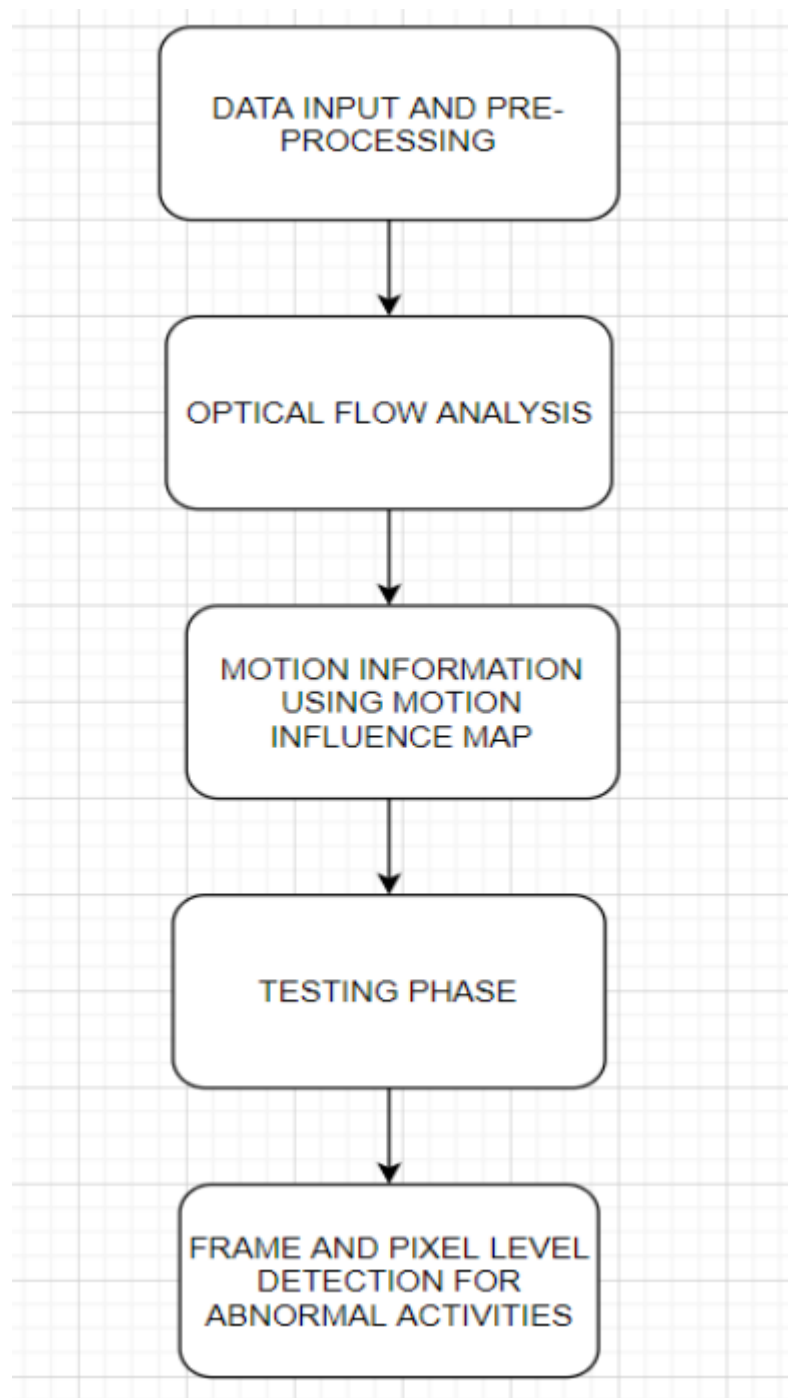 DATA INPUT AND PRE-
PROCESSING
OPTICAL FLOW ANALYSIS
MOTION INFORMATION
USING MOTION
INFLUENCE MAP
TESTING PHASE
FRAME AND PIXEL LEVEL
DETECTION FOR
ABNORMAL ACTIVITIES